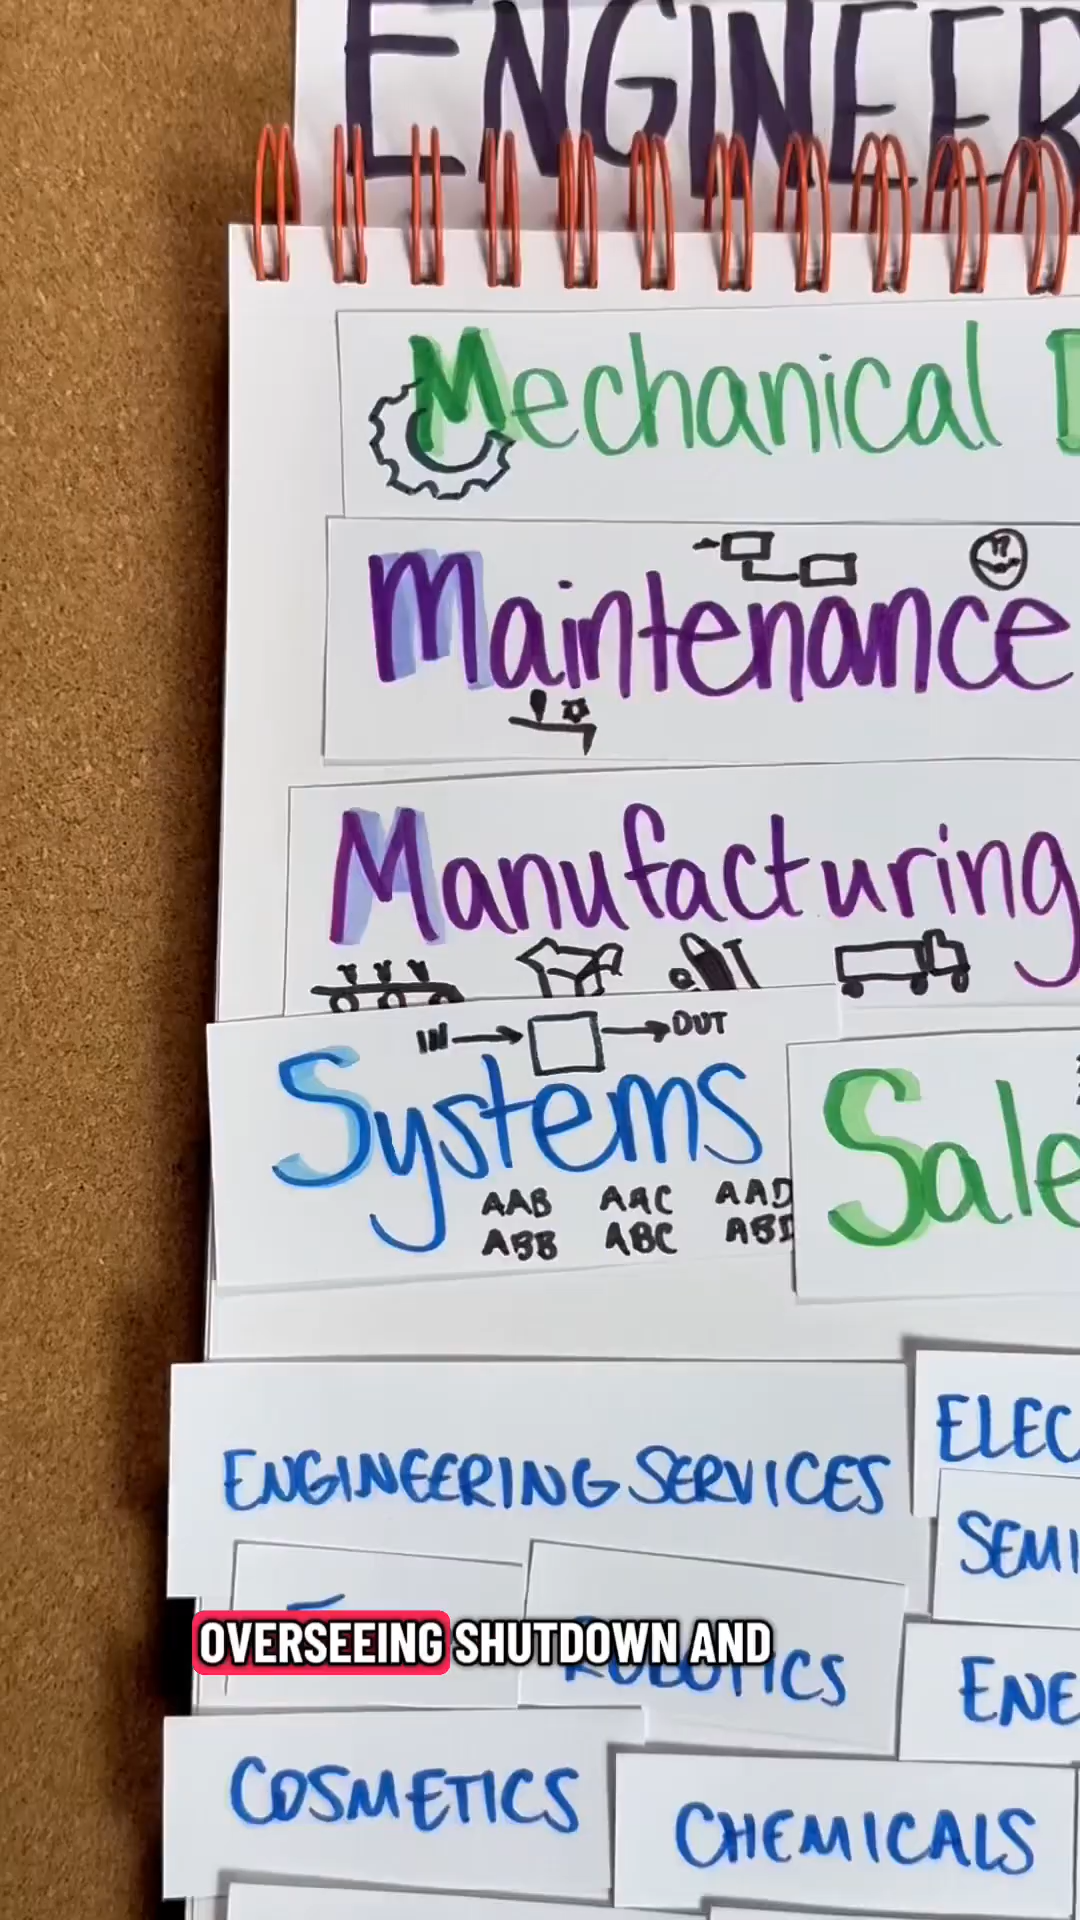 ENGINEER
Mechanical D
Maintenance
Manufacturing
IN OUT
Systems
Sale
AAB AAC AAD
ABB ABC ABD
ENGINEERING SERVICES
ELEC
SEMI
OVERSEEING SHUTDOWN AND
ROBOTICS
ENE
COSMETICS
CHEMICALS